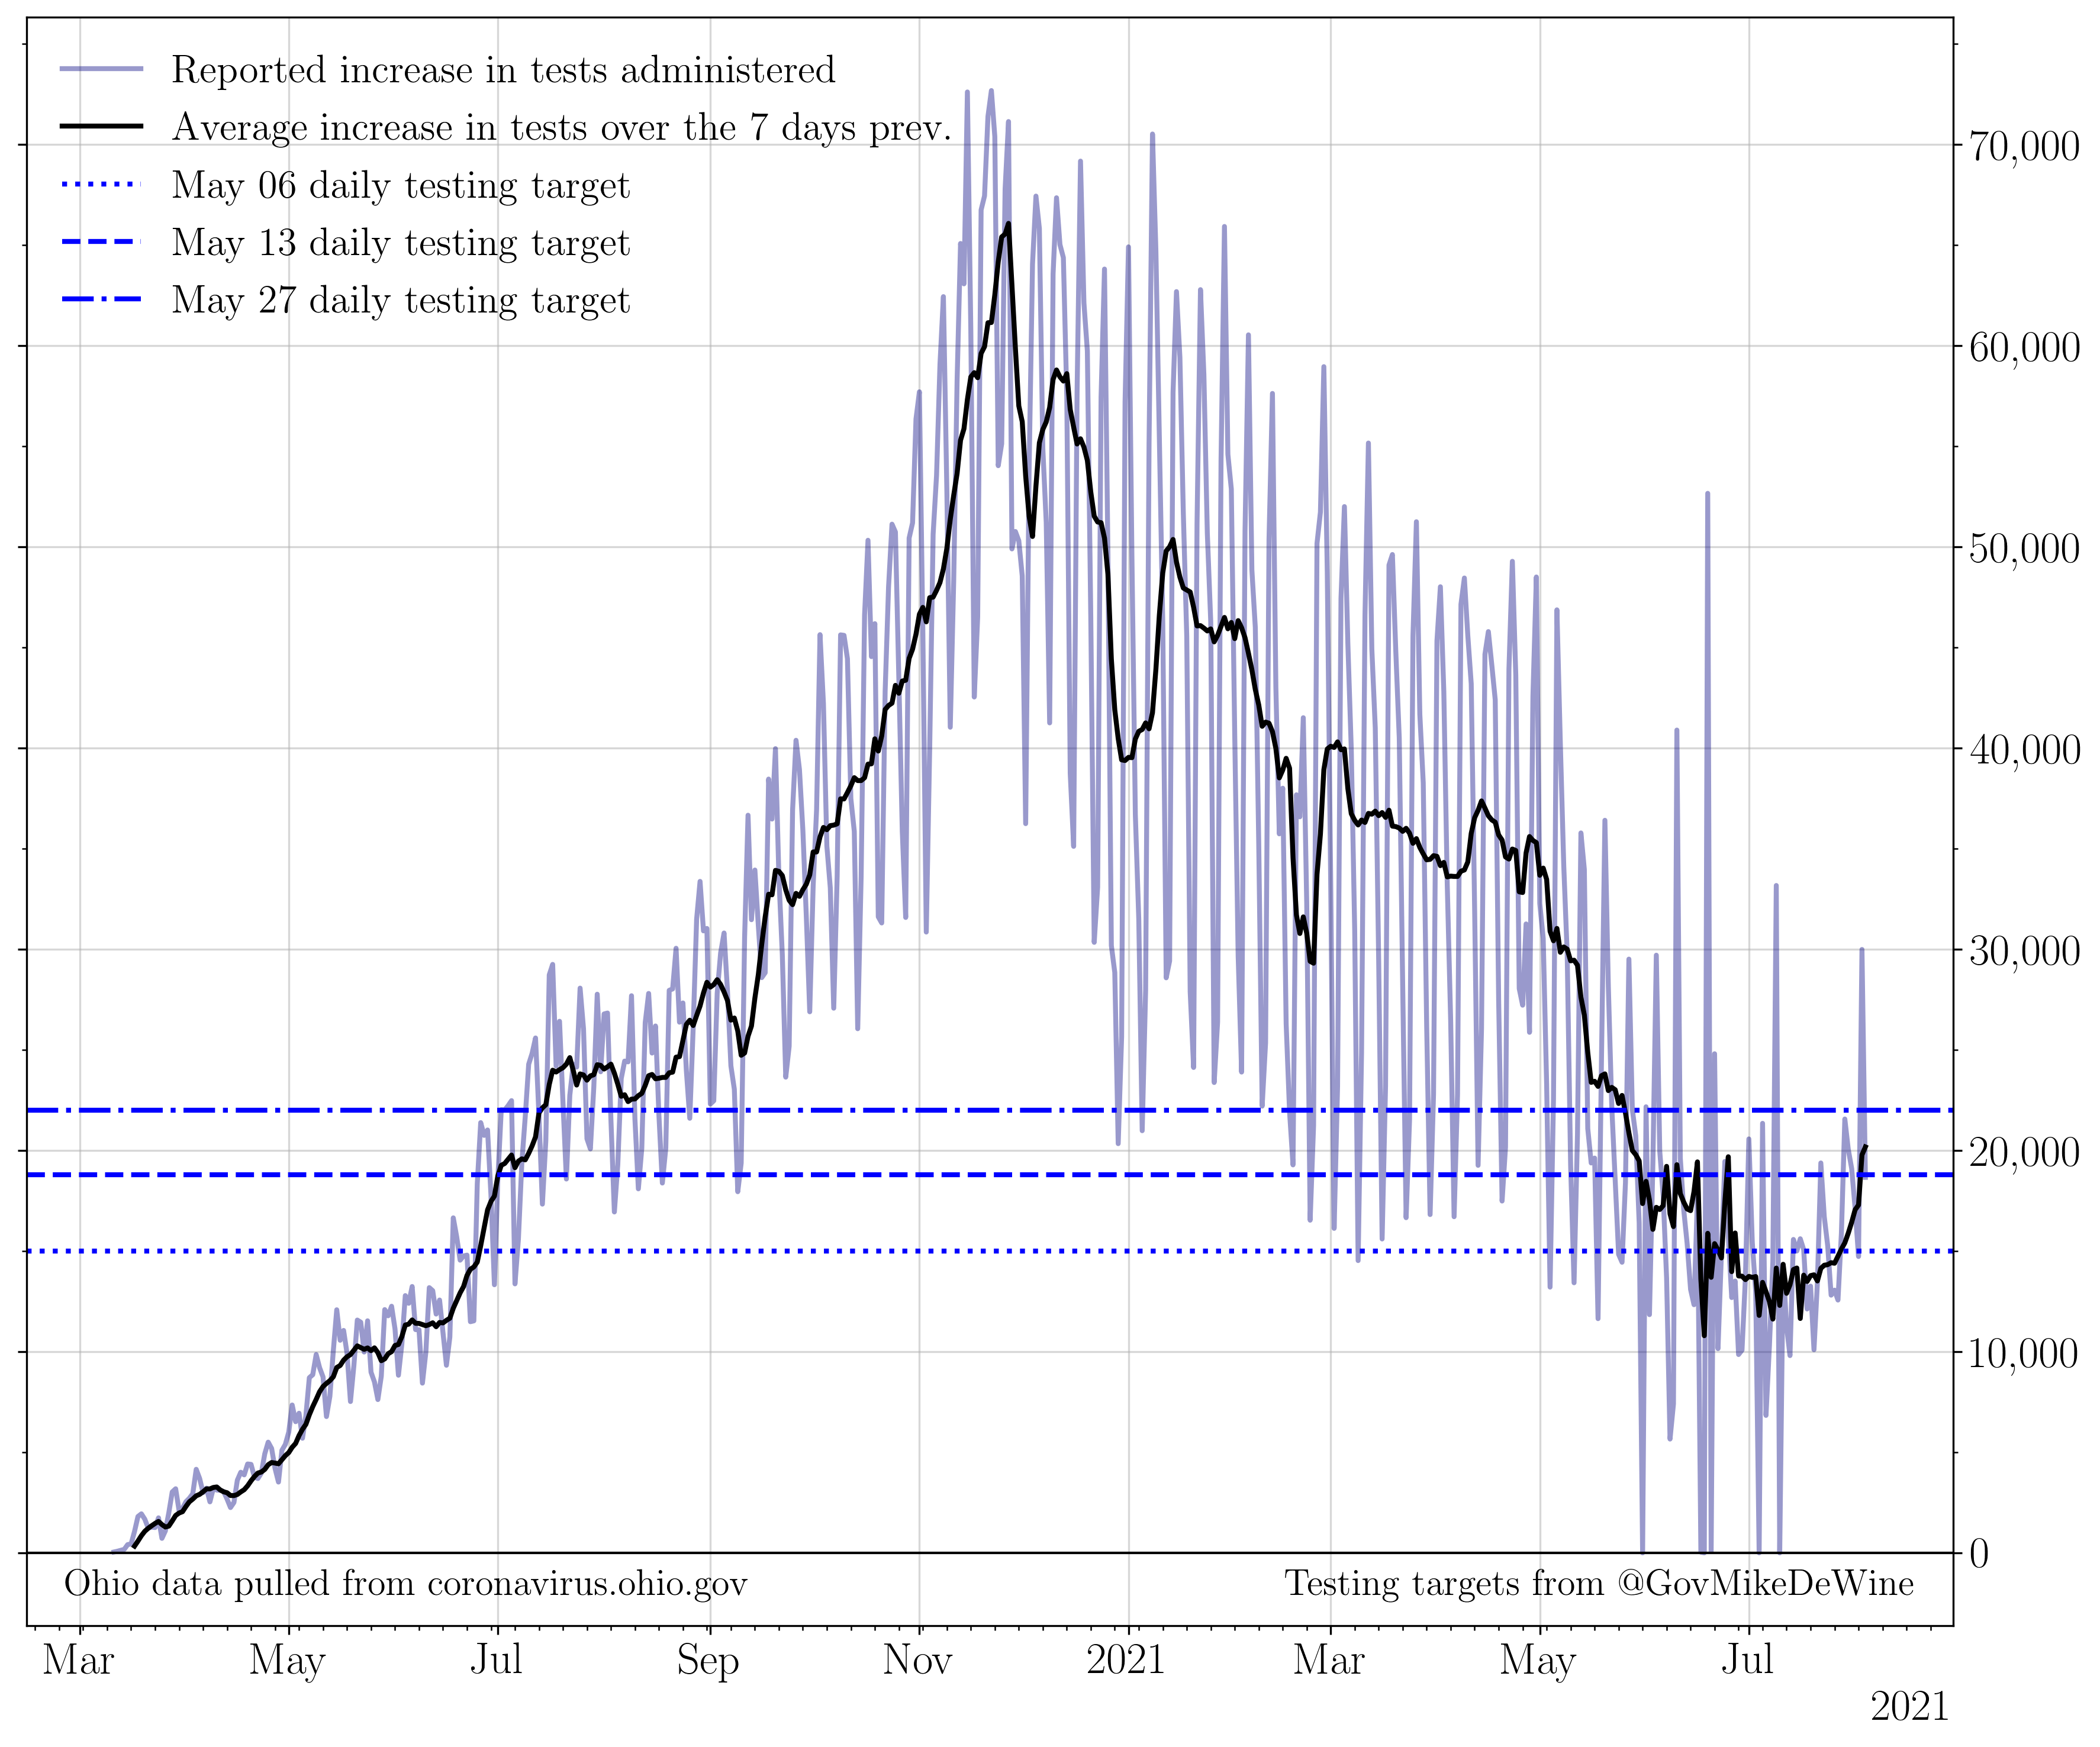 Reported increase in tests administered
Average increase in tests over the 7 days prev.
May 06 daily testing target
May 13 daily testing target
May 27 daily testing target
70,000
60,000
50,000
40,000
30,000
20,000
10,000
0
Ohio data pulled from coronavirus.ohio.gov
Testing targets from @GovMikeDeWine
Mar May Jul Sep Nov 2021 Mar May Jul
2021